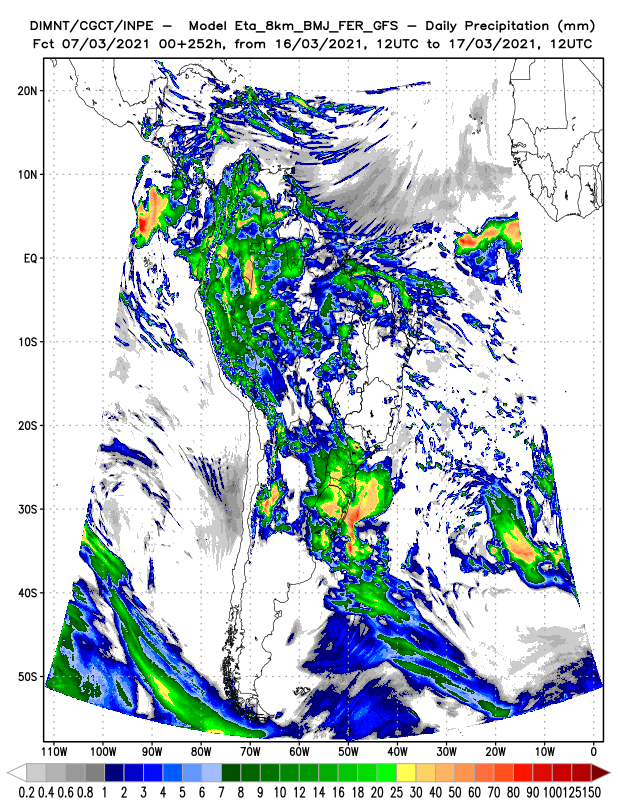 DIMNT/CGCT/INPE — Model Eta_8km_BMJ_FER_GFS — Daily Precipitation (mm)
Fct 07/03/2021 00+252h, from 16/03/2021, 12UTC to 17/03/2021, 12UTC
20N
10N
EQ
10S
20S
30S
40S
50S
110W 100W 90W 80W 70W 60W 50W 40W 30W 20W 10W 0
0.2 0.4 0.6 0.8 1 2 3 4 5 6 7 8 9 10 12 14 16 18 20 25 30 40 50 60 70 80 90 100 125 150